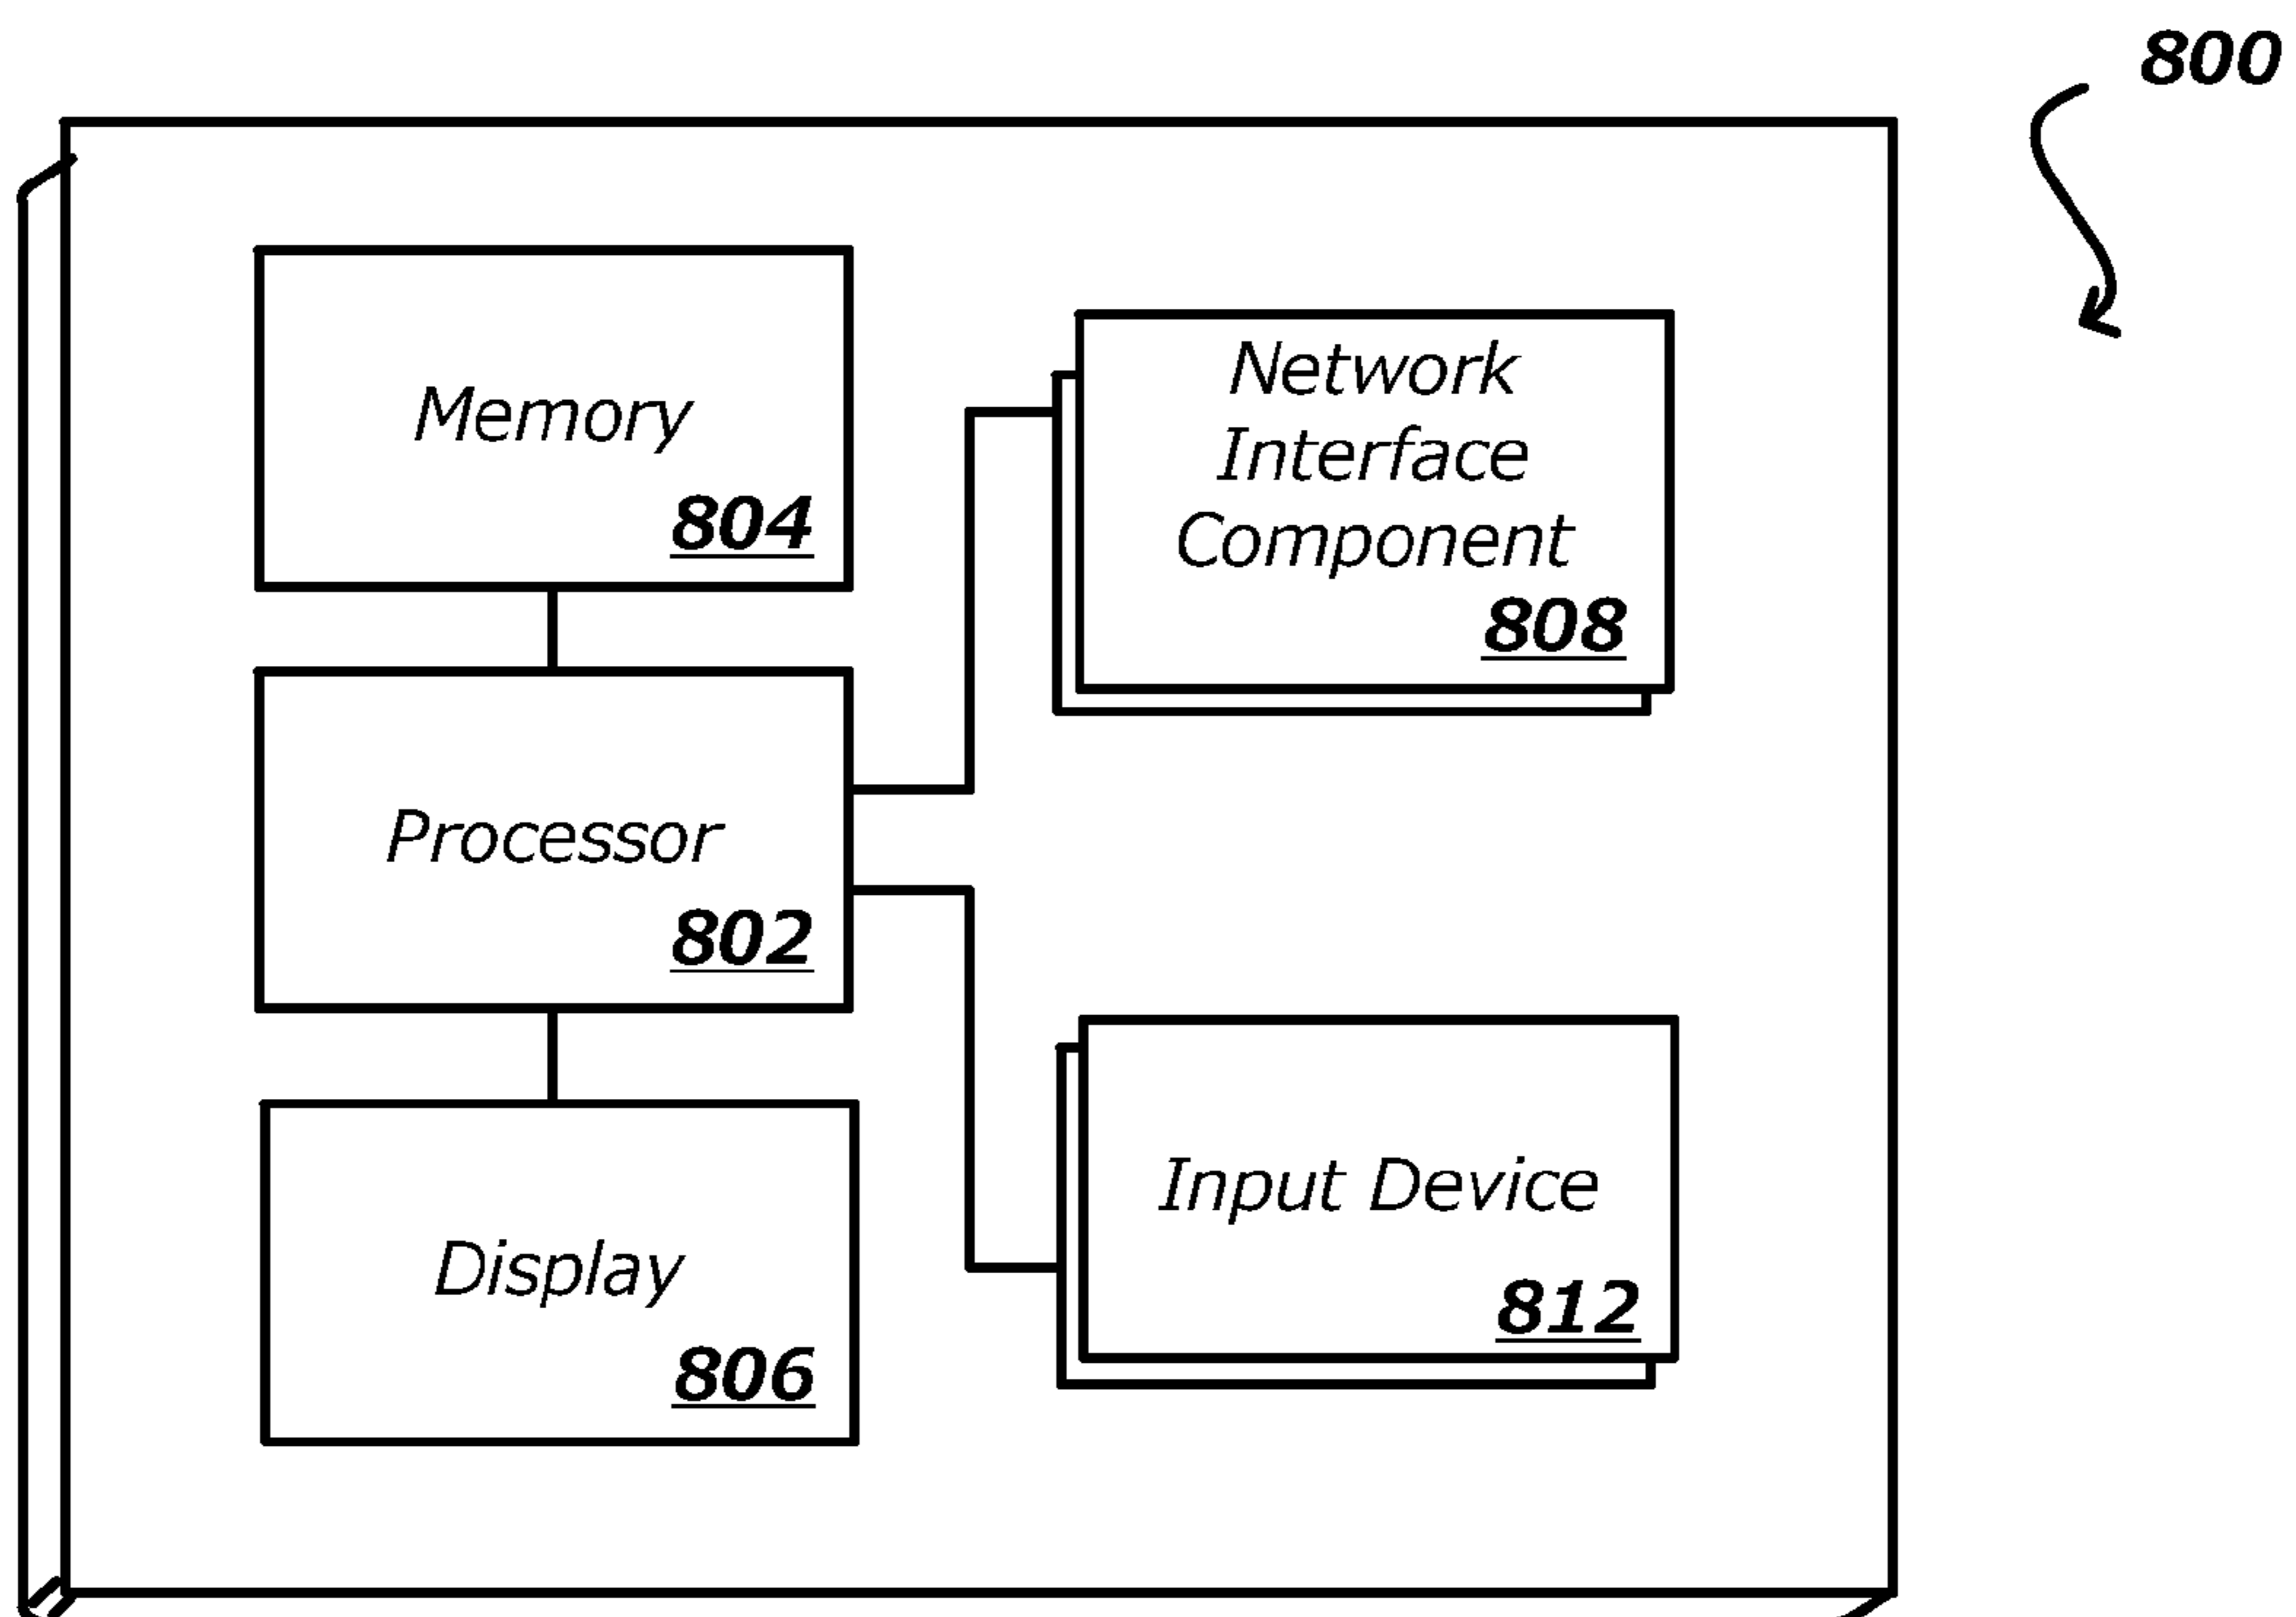 800
Memory
804
Network
Interface
Component
808
Processor
802
Input Device
812
Display
806